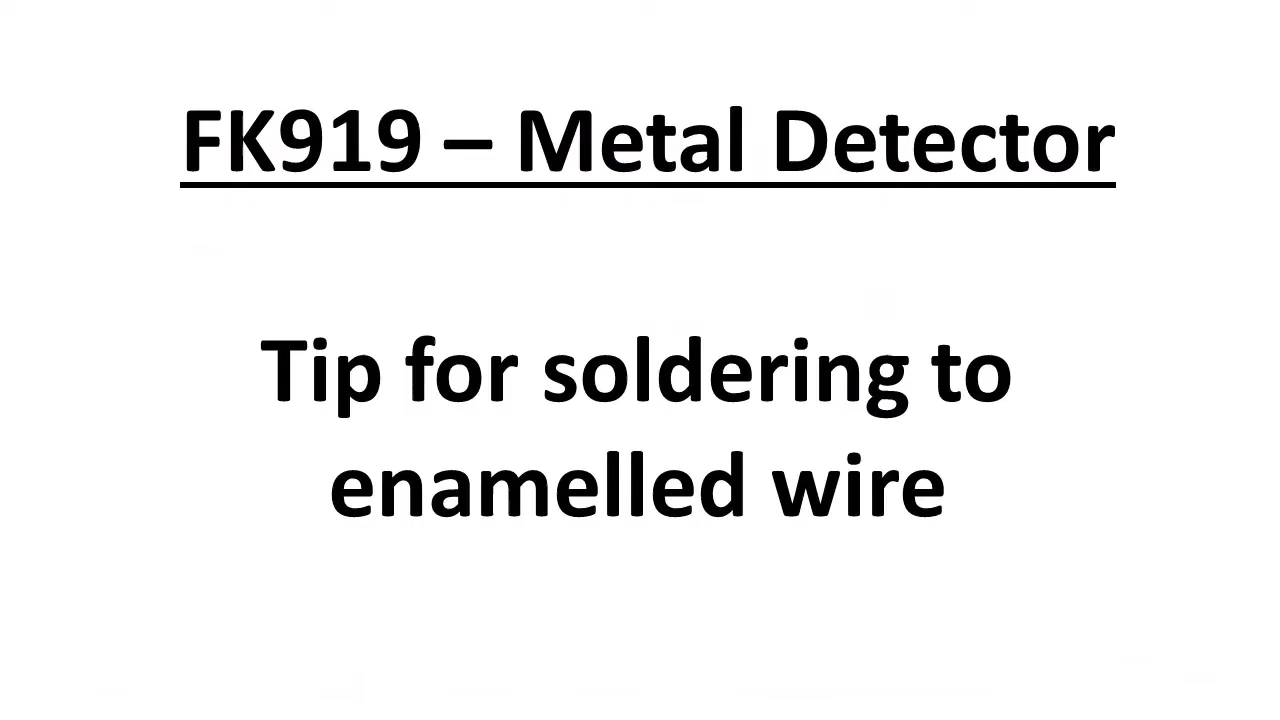 FK919 – Metal Detector
Tip for soldering to
enamelled wire